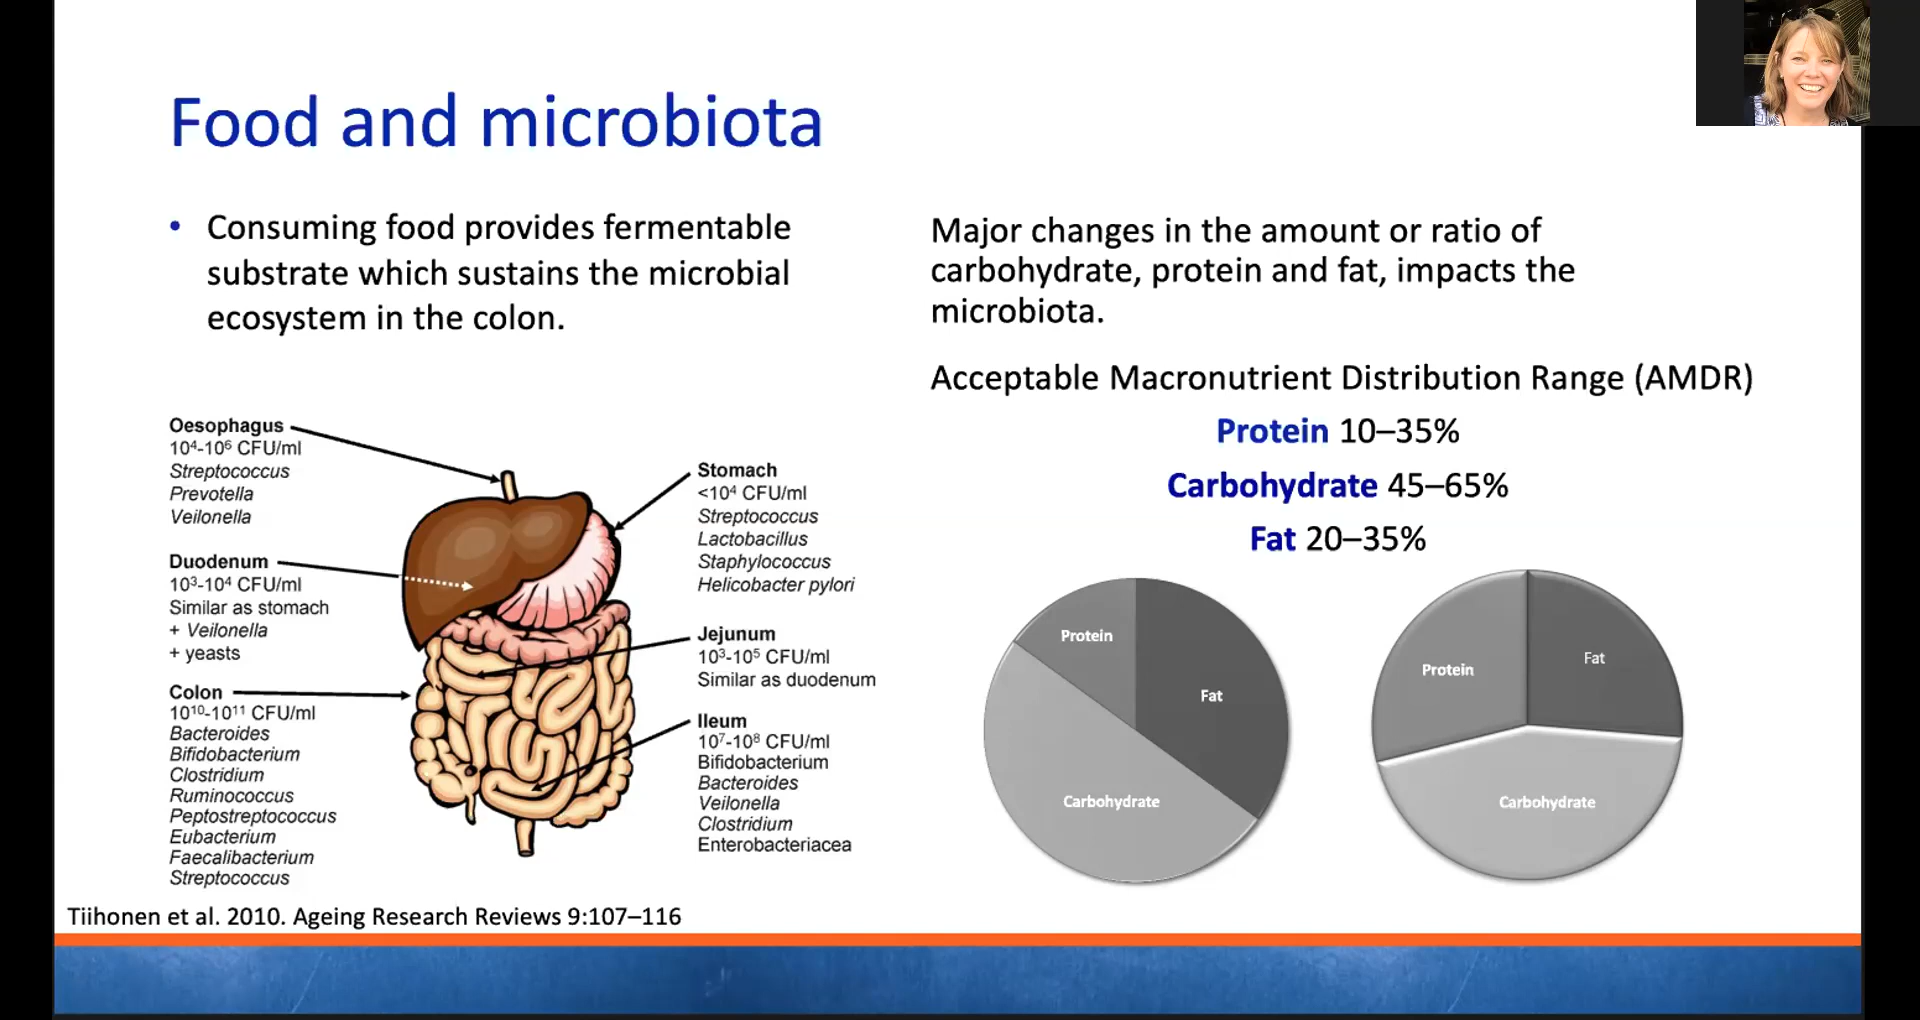 Food and microbiota
• Consuming food provides fermentable
substrate which sustains the microbial
ecosystem in the colon.
Major changes in the amount or ratio of
carbohydrate, protein and fat, impacts the
microbiota.
Acceptable Macronutrient Distribution Range (AMDR)
Protein 10–35%
Carbohydrate 45–65%
Fat 20–35%
Oesophagus
10⁴-10⁶ CFU/ml
Streptococcus
Prevotella
Veilonella
Duodenum
10³-10⁴ CFU/ml
Similar as stomach
+ Veilonella
+ yeasts
Colon
10¹⁰-10¹¹ CFU/ml
Bacteroides
Bifidobacterium
Clostridium
Ruminococcus
Peptostreptococcus
Eubacterium
Faecalibacterium
Streptococcus
Stomach
<10⁴ CFU/ml
Streptococcus
Lactobacillus
Staphylococcus
Helicobacter pylori
Jejunum
10³-10⁵ CFU/ml
Similar as duodenum
Ileum
10⁷-10⁸ CFU/ml
Bifidobacterium
Bacteroides
Veilonella
Clostridium
Enterobacteriacea
Protein
Fat
Carbohydrate
Protein
Fat
Carbohydrate
Tiihonen et al. 2010. Ageing Research Reviews 9:107–116